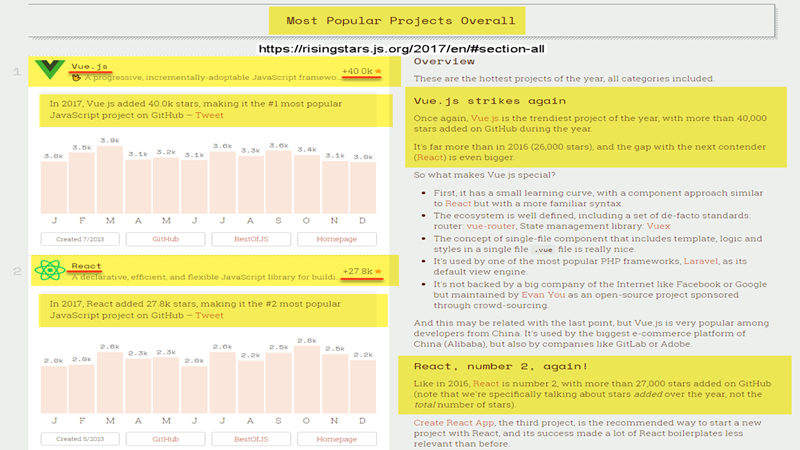 Most Popular Projects Overall
https://risingstars.js.org/2017/en/#section-all
1
Vue.js
A progressive, incrementally-adoptable JavaScript framewo...
+40.0k
In 2017, Vue.js added 40.0k stars, making it the #1 most popular
JavaScript project on GitHub – Tweet
3.0k 3.5k 3.9k 3.1k 3.2k 3.1k 3.6k 3.3k 3.6k 3.4k 3.1k 3.0k
J F M A M J J A S O N D
Created 7/2013 GitHub BestOfJS Homepage
2
React
A declarative, efficient, and flexible JavaScript library for buildi...
+27.8k
In 2017, React added 27.8k stars, making it the #2 most popular
JavaScript project on GitHub – Tweet
2.0k 2.0k 2.6k 2.3k 2.3k 2.0k 2.6k 2.2k 2.5k 2.8k 2.5k 2.2k
J F M A M J J A S O N D
Created 5/2013 GitHub BestOfJS Homepage
Overview
These are the hottest projects of the year, all categories included.
Vue.js strikes again
Once again, Vue.js is the trendiest project of the year, with more than 40,000
stars added on GitHub during the year.
It's far more than in 2016 (26,000 stars), and the gap with the next contender
(React) is even bigger.
So what makes Vue.js special?
First, it has a small learning curve, with a component approach similar
to React but with a more familiar syntax.
The ecosystem is well defined, including a set of de-facto standards:
router: vue-router, State management library: Vuex
The concept of single-file component that includes template, logic and
styles in a single file .vue file is really nice.
It's used by one of the most popular PHP frameworks, Laravel, as its
default view engine.
It's not backed by a big company of the Internet like Facebook or Google
but maintained by Evan You as an open-source project sponsored
through crowd-sourcing.
And this may be related with the last point, but Vue.js is very popular among
developers from China. It's used by the biggest e-commerce platform of
China (Alibaba), but also by companies like GitLab or Adobe.
React, number 2, again!
Like in 2016, React is number 2, with more than 27,000 stars added on GitHub
(note that we're specifically talking about stars added over the year, not the
total number of stars).
Create React App, the third project, is the recommended way to start a new
project with React, and its success made a lot of React boilerplates less
relevant than before.